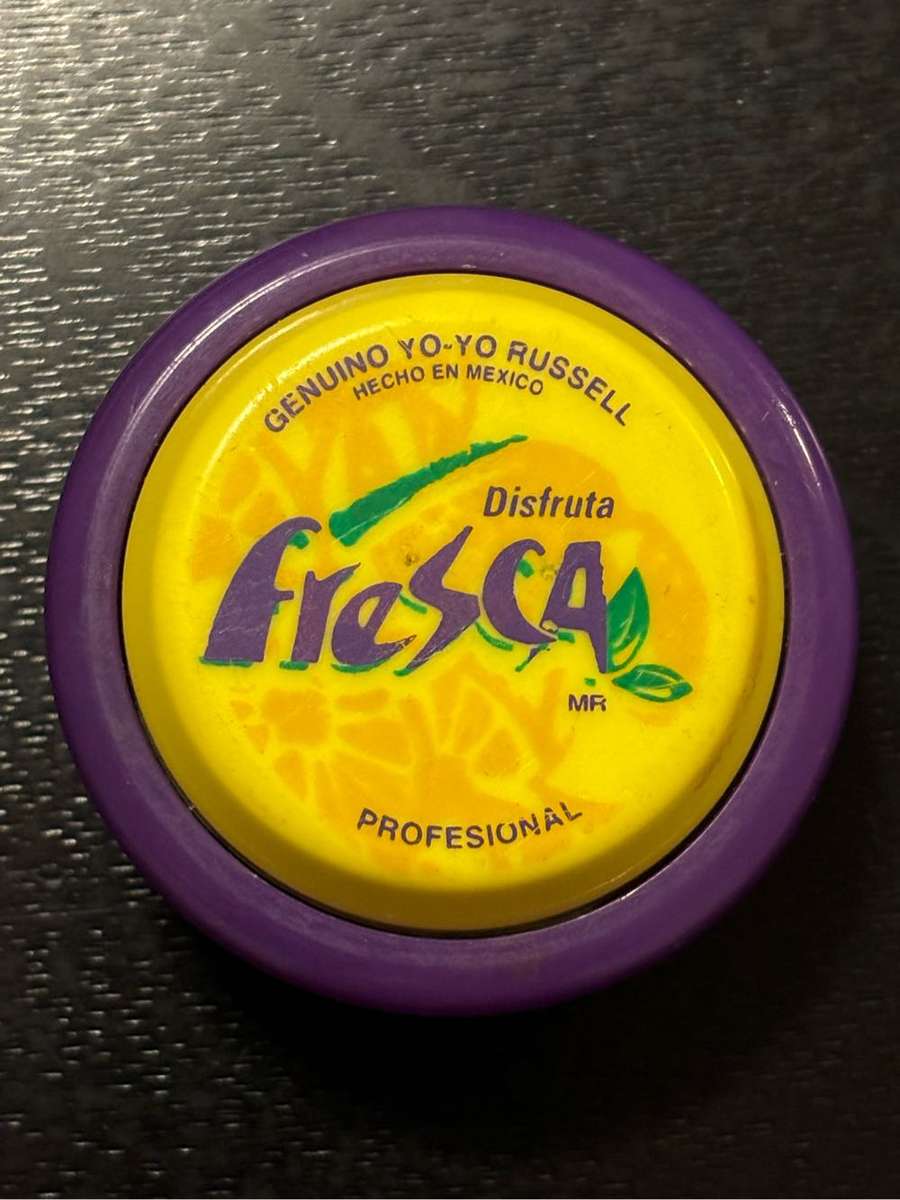 GENUINO YO-YO RUSSELL
HECHO EN MEXICO
Disfruta
fresca
MR
PROFESIONAL